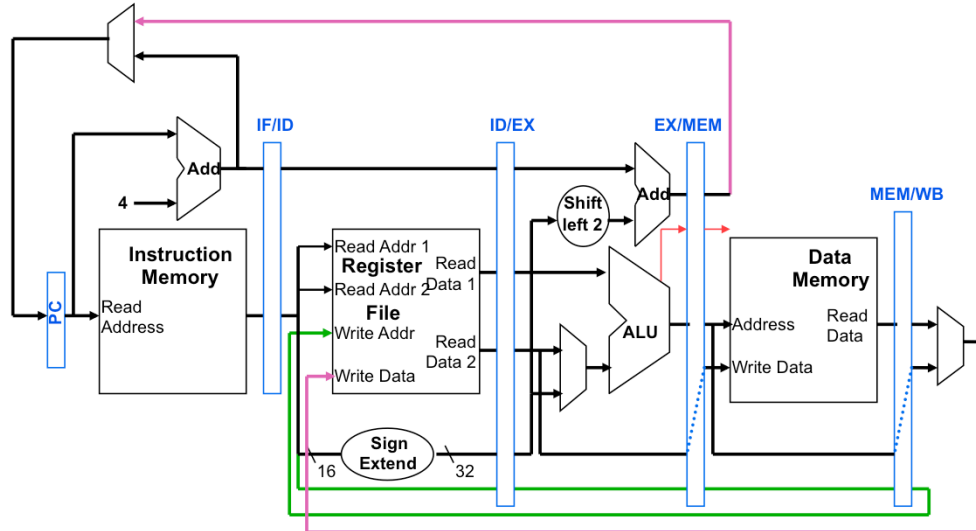 IF/ID
ID/EX
EX/MEM
MEM/WB
Add
4
Add
Shift
left 2
PC
Instruction
Memory
Read
Address
Read Addr 1
Register
Read
Data 1
Read Addr 2
File
Write Addr
Read
Data 2
Write Data
ALU
Data
Memory
Address
Read
Data
Write Data
Sign
Extend
16
32